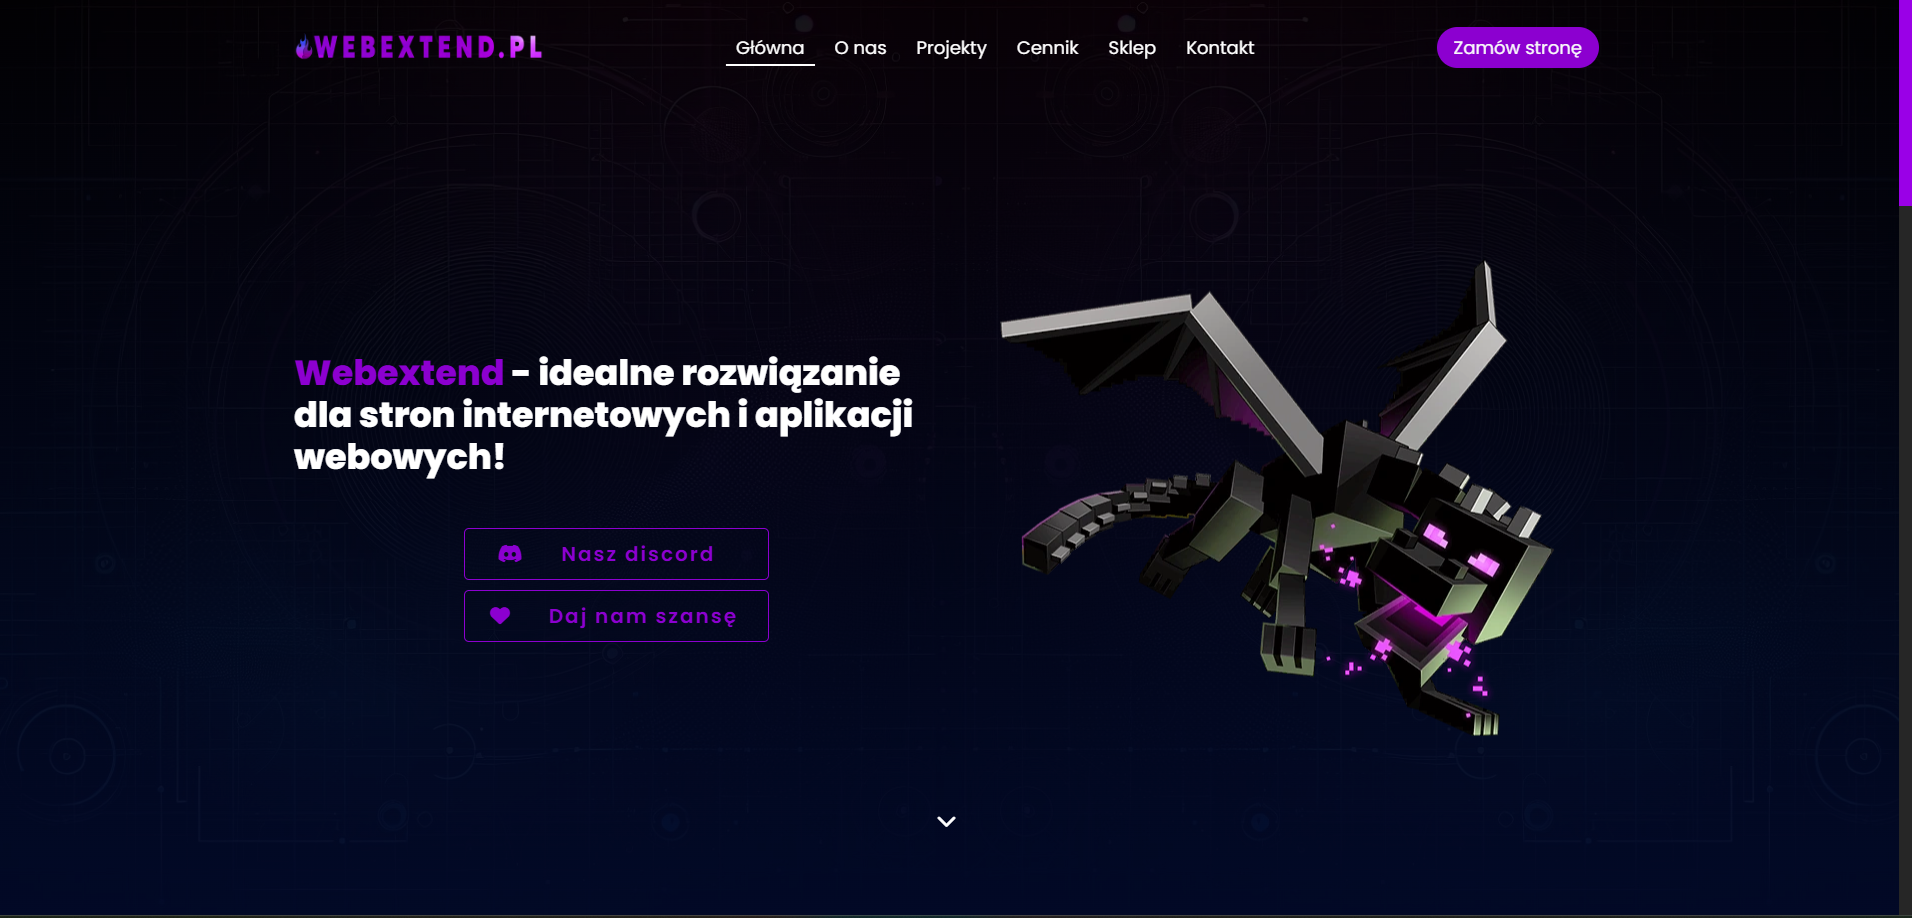 WEBEXTEND.PL
Główna O nas Projekty Cennik Sklep Kontakt
Zamów stronę
Webextend - idealne rozwiązanie
dla stron internetowych i aplikacji
webowych!
Nasz discord
Daj nam szansę